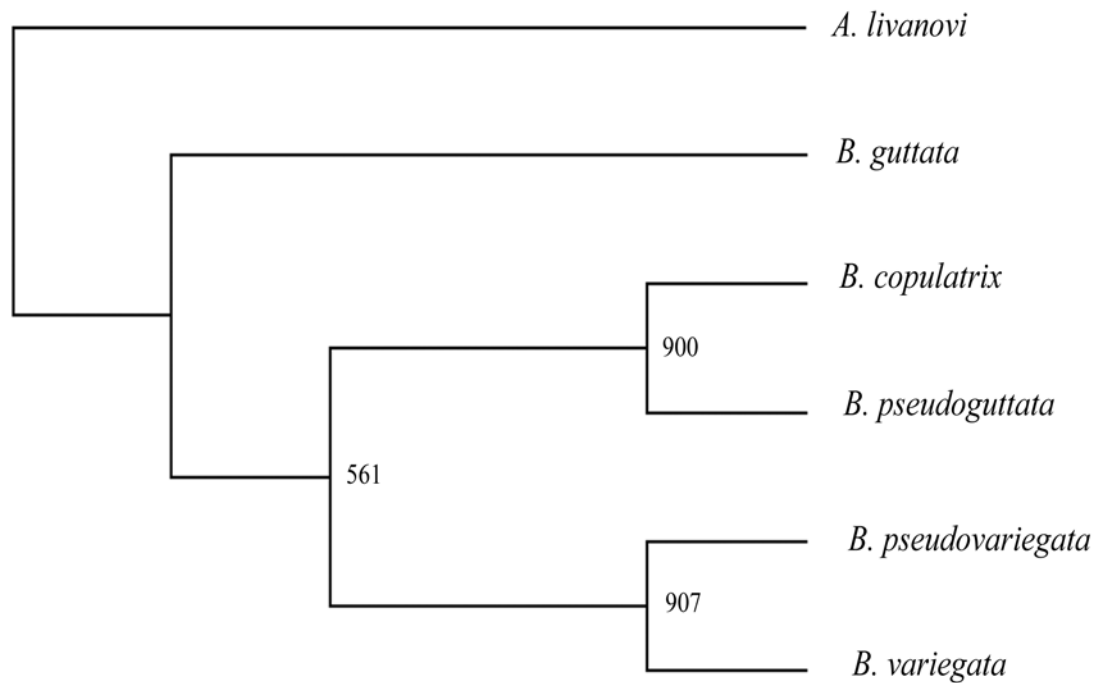 A. livanovi
B. guttata
B. copulatrix
900
B. pseudoguttata
561
B. pseudovariegata
907
B. variegata